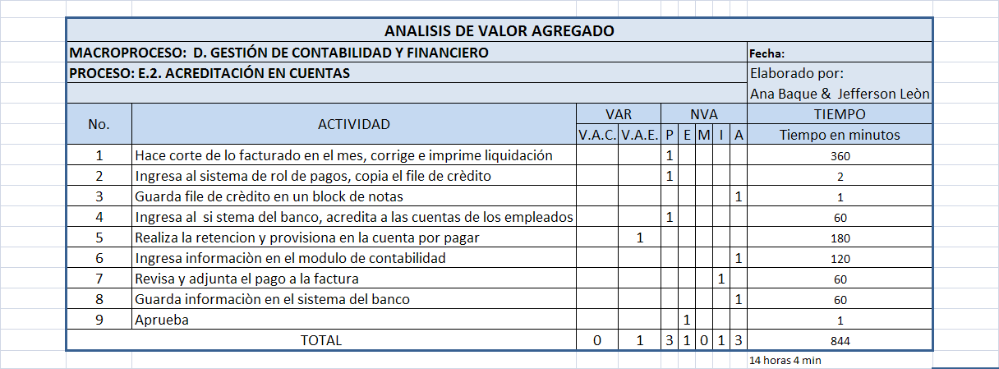 ANALISIS DE VALOR AGREGADO
MACROPROCESO: D. GESTIÓN DE CONTABILIDAD Y FINANCIERO Fecha:
PROCESO: E.2. ACREDITACIÓN EN CUENTAS Elaborado por:
Ana Baque & Jefferson Leòn
No. ACTIVIDAD VAR NVA TIEMPO
V.A.C. V.A.E. P E M I A Tiempo en minutos
1 Hace corte de lo facturado en el mes, corrige e imprime liquidación 1 360
2 Ingresa al sistema de rol de pagos, copia el file de crèdito 1 2
3 Guarda file de crèdito en un block de notas 1 1
4 Ingresa al si stema del banco, acredita a las cuentas de los empleados 1 60
5 Realiza la retencion y provisiona en la cuenta por pagar 1 180
6 Ingresa informaciòn en el modulo de contabilidad 1 120
7 Revisa y adjunta el pago a la factura 1 60
8 Guarda informaciòn en el sistema del banco 1 60
9 Aprueba 1 1
TOTAL 0 1 3 1 0 1 3 844
14 horas 4 min